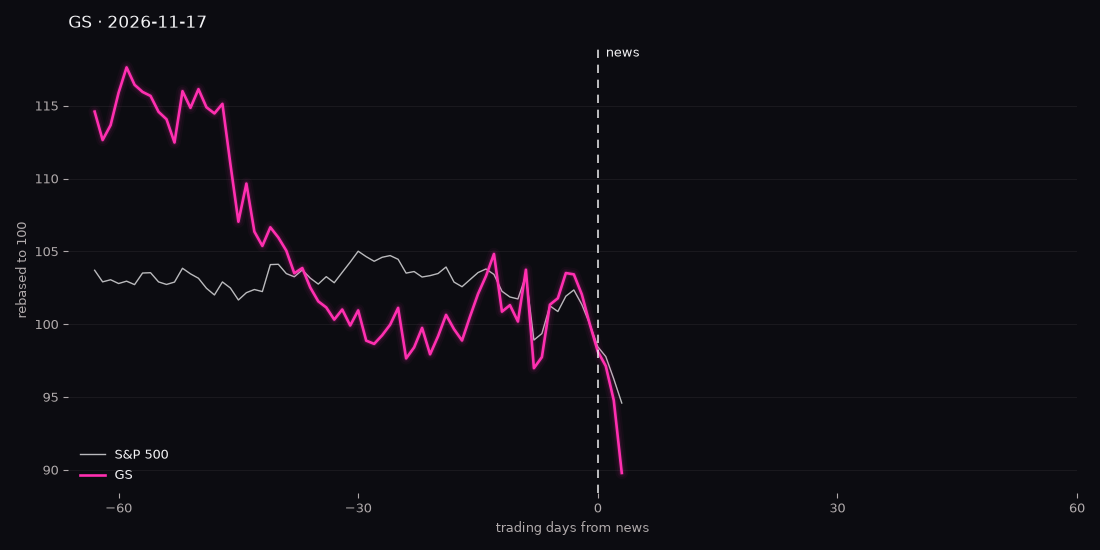 GS · 2026-11-17
news
115
110
105
100
95
90
rebased to 100
S&P 500
GS
−60
−30
0
30
60
trading days from news